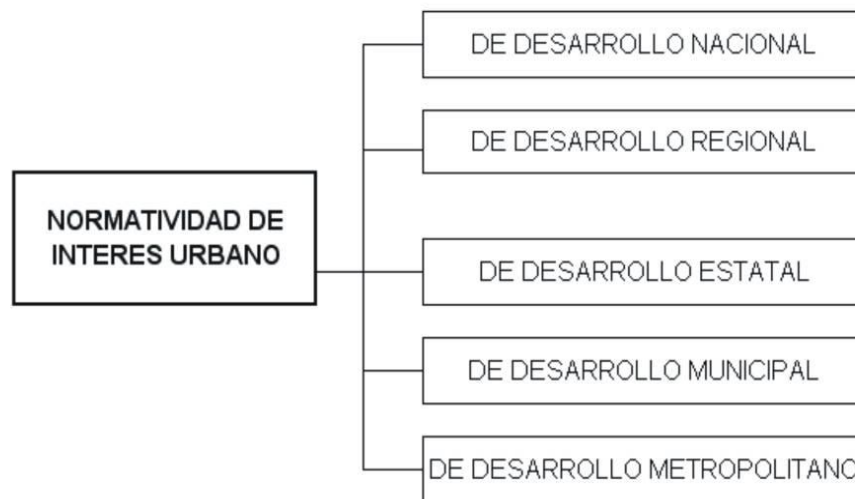 DE DESARROLLO NACIONAL
DE DESARROLLO REGIONAL
NORMATIVIDAD DE
INTERES URBANO
DE DESARROLLO ESTATAL
DE DESARROLLO MUNICIPAL
DE DESARROLLO METROPOLITANO